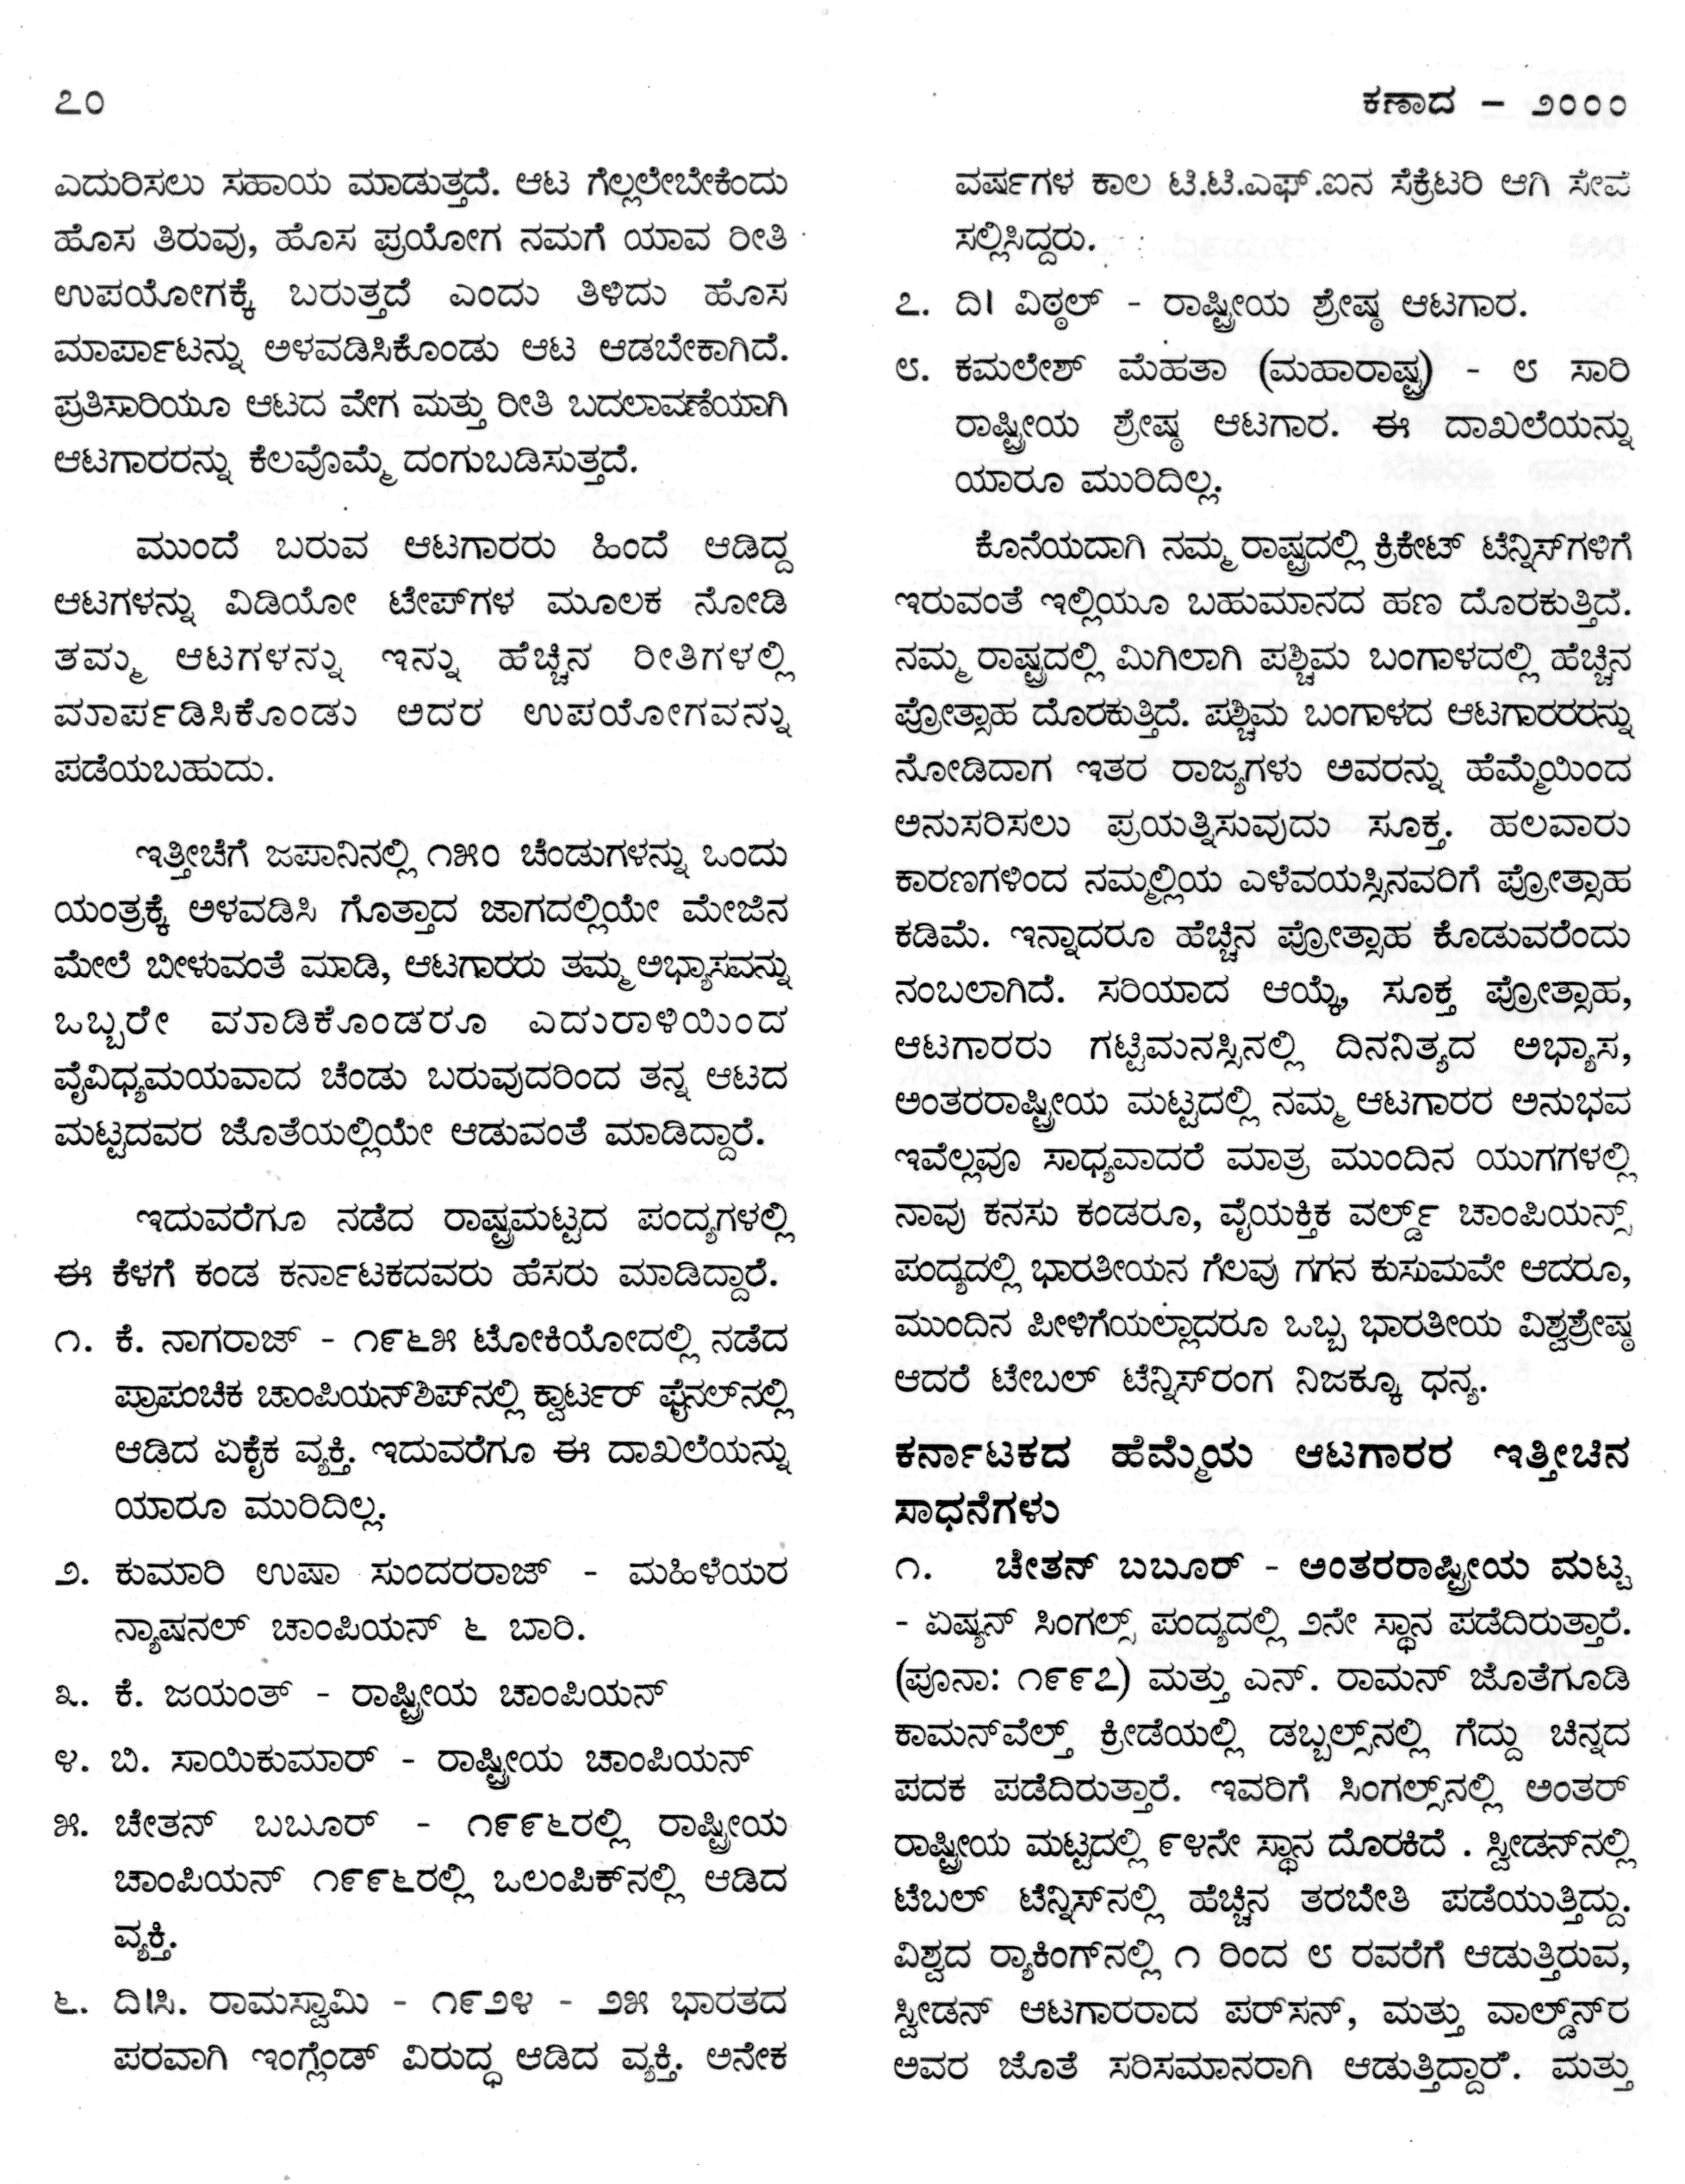 ೭೦
ಕಣಾದ – ೨೦೦೦
ಎದುರಿಸಲು ಸಹಾಯ ಮಾಡುತ್ತದೆ. ಆಟ ಗೆಲ್ಲಲೇಬೇಕೆಂದು
ಹೊಸ ತಿರುವು, ಹೊಸ ಪ್ರಯೋಗ ನಮಗೆ ಯಾವ ರೀತಿ
ಉಪಯೋಗಕ್ಕೆ ಬರುತ್ತದೆ ಎಂದು ತಿಳಿದು ಹೊಸ
ಮಾರ್ಪಾಟನ್ನು ಅಳವಡಿಸಿಕೊಂಡು ಆಟ ಆಡಬೇಕಾಗಿದೆ.
ಪ್ರತಿಸಾರಿಯೂ ಆಟದ ವೇಗ ಮತ್ತು ರೀತಿ ಬದಲಾವಣೆಯಾಗಿ
ಆಟಗಾರರನ್ನು ಕೆಲವೊಮ್ಮೆ ದಂಗುಬಡಿಸುತ್ತದೆ.
ಮುಂದೆ ಬರುವ ಆಟಗಾರರು ಹಿಂದೆ ಆಡಿದ್ದ
ಆಟಗಳನ್ನು ವಿಡಿಯೋ ಟೇಪ್‌ಗಳ ಮೂಲಕ ನೋಡಿ
ತಮ್ಮ ಆಟಗಳನ್ನು ಇನ್ನು ಹೆಚ್ಚಿನ ರೀತಿಗಳಲ್ಲಿ
ಮಾರ್ಪಡಿಸಿಕೊಂಡು ಅದರ ಉಪಯೋಗವನ್ನು
ಪಡೆಯಬಹುದು.
ಇತ್ತೀಚೆಗೆ ಜಪಾನಿನಲ್ಲಿ ೧೫೦ ಚೆಂಡುಗಳನ್ನು ಒಂದು
ಯಂತ್ರಕ್ಕೆ ಅಳವಡಿಸಿ ಗೊತ್ತಾದ ಜಾಗದಲ್ಲಿಯೇ ಮೇಜಿನ
ಮೇಲೆ ಬೀಳುವಂತೆ ಮಾಡಿ, ಆಟಗಾರರು ತಮ್ಮ ಅಭ್ಯಾಸವನ್ನು
ಒಬ್ಬರೇ ಮಾಡಿಕೊಂಡರೂ ಎದುರಾಳಿಯಿಂದ
ವೈವಿಧ್ಯಮಯವಾದ ಚೆಂಡು ಬರುವುದರಿಂದ ತನ್ನ ಆಟದ
ಮಟ್ಟದವರ ಜೊತೆಯಲ್ಲಿಯೇ ಆಡುವಂತೆ ಮಾಡಿದ್ದಾರೆ.
ಇದುವರೆಗೂ ನಡೆದ ರಾಷ್ಟ್ರಮಟ್ಟದ ಪಂದ್ಯಗಳಲ್ಲಿ
ಈ ಕೆಳಗೆ ಕಂಡ ಕರ್ನಾಟಕದವರು ಹೆಸರು ಮಾಡಿದ್ದಾರೆ.
೧. ಕೆ. ನಾಗರಾಜ್ - ೧೯೬೫ ಟೋಕಿಯೋದಲ್ಲಿ ನಡೆದ
ಪ್ರಾಪಂಚಿಕ ಚಾಂಪಿಯನ್‌ಶಿಪ್‌ನಲ್ಲಿ ಕ್ವಾರ್ಟರ್ ಫೈನಲ್‌ನಲ್ಲಿ
ಆಡಿದ ಏಕೈಕ ವ್ಯಕ್ತಿ. ಇದುವರೆಗೂ ಈ ದಾಖಲೆಯನ್ನು
ಯಾರೂ ಮುರಿದಿಲ್ಲ.
೨. ಕುಮಾರಿ ಉಷಾ ಸುಂದರರಾಜ್ - ಮಹಿಳೆಯರ
ನ್ಯಾಷನಲ್ ಚಾಂಪಿಯನ್ ೬ ಬಾರಿ.
೩. ಕೆ. ಜಯಂತ್ - ರಾಷ್ಟ್ರೀಯ ಚಾಂಪಿಯನ್
೪. ಬಿ. ಸಾಯಿಕುಮಾರ್ - ರಾಷ್ಟ್ರೀಯ ಚಾಂಪಿಯನ್
೫. ಚೇತನ್ ಬಬೂರ್ - ೧೯೯೬ರಲ್ಲಿ ರಾಷ್ಟ್ರೀಯ
ಚಾಂಪಿಯನ್ ೧೯೯೬ರಲ್ಲಿ ಒಲಂಪಿಕ್‌ನಲ್ಲಿ ಆಡಿದ
ವ್ಯಕ್ತಿ.
೬. ದಿ।ಸಿ. ರಾಮಸ್ವಾಮಿ - ೧೯೨೪ - ೨೫ ಭಾರತದ
ಪರವಾಗಿ ಇಂಗ್ಲೆಂಡ್ ವಿರುದ್ಧ ಆಡಿದ ವ್ಯಕ್ತಿ. ಅನೇಕ
ವರ್ಷಗಳ ಕಾಲ ಟಿ.ಟಿ.ಎಫ್.ಐನ ಸೆಕ್ರೆಟರಿ ಆಗಿ ಸೇವೆ
ಸಲ್ಲಿಸಿದ್ದರು.
೭. ದಿ। ವಿಠ್ಠಲ್ - ರಾಷ್ಟ್ರೀಯ ಶ್ರೇಷ್ಠ ಆಟಗಾರ.
೮. ಕಮಲೇಶ್ ಮೆಹತಾ (ಮಹಾರಾಷ್ಟ್ರ) - ೮ ಸಾರಿ
ರಾಷ್ಟ್ರೀಯ ಶ್ರೇಷ್ಠ ಆಟಗಾರ. ಈ ದಾಖಲೆಯನ್ನು
ಯಾರೂ ಮುರಿದಿಲ್ಲ.
ಕೊನೆಯದಾಗಿ ನಮ್ಮ ರಾಷ್ಟ್ರದಲ್ಲಿ ಕ್ರಿಕೇಟ್ ಟೆನ್ನಿಸ್‌ಗಳಿಗೆ
ಇರುವಂತೆ ಇಲ್ಲಿಯೂ ಬಹುಮಾನದ ಹಣ ದೊರಕುತ್ತಿದೆ.
ನಮ್ಮ ರಾಷ್ಟ್ರದಲ್ಲಿ ಮಿಗಿಲಾಗಿ ಪಶ್ಚಿಮ ಬಂಗಾಳದಲ್ಲಿ ಹೆಚ್ಚಿನ
ಪ್ರೋತ್ಸಾಹ ದೊರಕುತ್ತಿದೆ. ಪಶ್ಚಿಮ ಬಂಗಾಳದ ಆಟಗಾರರರನ್ನು
ನೋಡಿದಾಗ ಇತರ ರಾಜ್ಯಗಳು ಅವರನ್ನು ಹೆಮ್ಮೆಯಿಂದ
ಅನುಸರಿಸಲು ಪ್ರಯತ್ನಿಸುವುದು ಸೂಕ್ತ. ಹಲವಾರು
ಕಾರಣಗಳಿಂದ ನಮ್ಮಲ್ಲಿಯ ಎಳೆವಯಸ್ಸಿನವರಿಗೆ ಪ್ರೋತ್ಸಾಹ
ಕಡಿಮೆ. ಇನ್ನಾದರೂ ಹೆಚ್ಚಿನ ಪ್ರೋತ್ಸಾಹ ಕೊಡುವರೆಂದು
ನಂಬಲಾಗಿದೆ. ಸರಿಯಾದ ಆಯ್ಕೆ, ಸೂಕ್ತ ಪ್ರೋತ್ಸಾಹ,
ಆಟಗಾರರು ಗಟ್ಟಿಮನಸ್ಸಿನಲ್ಲಿ ದಿನನಿತ್ಯದ ಅಭ್ಯಾಸ,
ಅಂತರರಾಷ್ಟ್ರೀಯ ಮಟ್ಟದಲ್ಲಿ ನಮ್ಮ ಆಟಗಾರರ ಅನುಭವ
ಇವೆಲ್ಲವೂ ಸಾಧ್ಯವಾದರೆ ಮಾತ್ರ ಮುಂದಿನ ಯುಗಗಳಲ್ಲಿ
ನಾವು ಕನಸು ಕಂಡರೂ, ವೈಯಕ್ತಿಕ ವರ್ಲ್ಡ್ ಚಾಂಪಿಯನ್ಸ್
ಪಂದ್ಯದಲ್ಲಿ ಭಾರತೀಯನ ಗೆಲವು ಗಗನ ಕುಸುಮವೇ ಆದರೂ,
ಮುಂದಿನ ಪೀಳಿಗೆಯಲ್ಲಾದರೂ ಒಬ್ಬ ಭಾರತೀಯ ವಿಶ್ವಶ್ರೇಷ್ಠ
ಆದರೆ ಟೇಬಲ್ ಟೆನ್ನಿಸ್‌ರಂಗ ನಿಜಕ್ಕೂ ಧನ್ಯ.
ಕರ್ನಾಟಕದ ಹೆಮ್ಮೆಯ ಆಟಗಾರರ ಇತ್ತೀಚಿನ
ಸಾಧನೆಗಳು
೧. ಚೇತನ್ ಬಬೂರ್ - ಅಂತರರಾಷ್ಟ್ರೀಯ ಮಟ್ಟ
- ಏಷ್ಯನ್ ಸಿಂಗಲ್ಸ್ ಪಂದ್ಯದಲ್ಲಿ ೨ನೇ ಸ್ಥಾನ ಪಡೆದಿರುತ್ತಾರೆ.
(ಪೂನಾ: ೧೯೯೭) ಮತ್ತು ಎನ್. ರಾಮನ್ ಜೊತೆಗೂಡಿ
ಕಾಮನ್‌ವೆಲ್ತ್ ಕ್ರೀಡೆಯಲ್ಲಿ ಡಬ್ಬಲ್ಸ್‌ನಲ್ಲಿ ಗೆದ್ದು ಚಿನ್ನದ
ಪದಕ ಪಡೆದಿರುತ್ತಾರೆ. ಇವರಿಗೆ ಸಿಂಗಲ್ಸ್‌ನಲ್ಲಿ ಅಂತರ್
ರಾಷ್ಟ್ರೀಯ ಮಟ್ಟದಲ್ಲಿ ೯೪ನೇ ಸ್ಥಾನ ದೊರಕಿದೆ . ಸ್ವೀಡನ್‌ನಲ್ಲಿ
ಟೆಬಲ್ ಟೆನ್ನಿಸ್‌ನಲ್ಲಿ ಹೆಚ್ಚಿನ ತರಬೇತಿ ಪಡೆಯುತ್ತಿದ್ದು.
ವಿಶ್ವದ ರ‍್ಯಾಕಿಂಗ್‌ನಲ್ಲಿ ೧ ರಿಂದ ೮ ರವರೆಗೆ ಆಡುತ್ತಿರುವ,
ಸ್ವೀಡನ್ ಆಟಗಾರರಾದ ಪರ್‌ಸನ್, ಮತ್ತು ವಾಲ್ಡ್‌ನ್‌ರ
ಅವರ ಜೊತೆ ಸರಿಸಮಾನರಾಗಿ ಆಡುತ್ತಿದ್ದಾರೆ. ಮತ್ತು